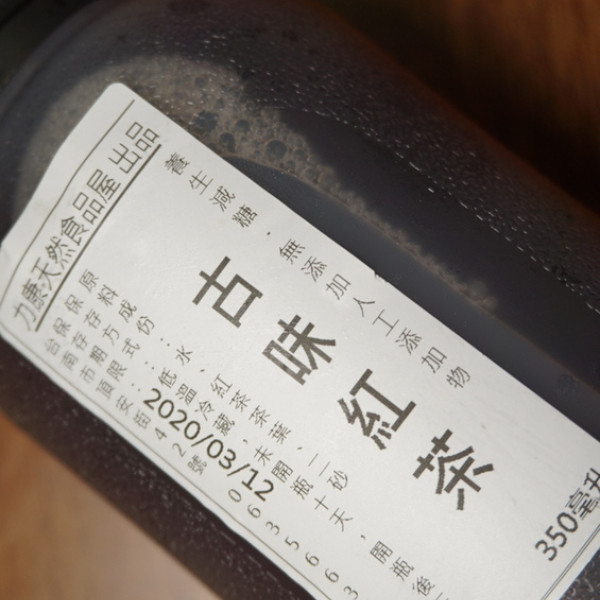 力康天然食品屋 出品
養生減糖．無添加人工添加物
古味紅茶
原料成份：水、紅茶茶葉、二砂
保存方式：低溫冷藏，未開瓶十天，開瓶後
保存期限：2020/03/12
台南市直安街42號 06356633
350毫升